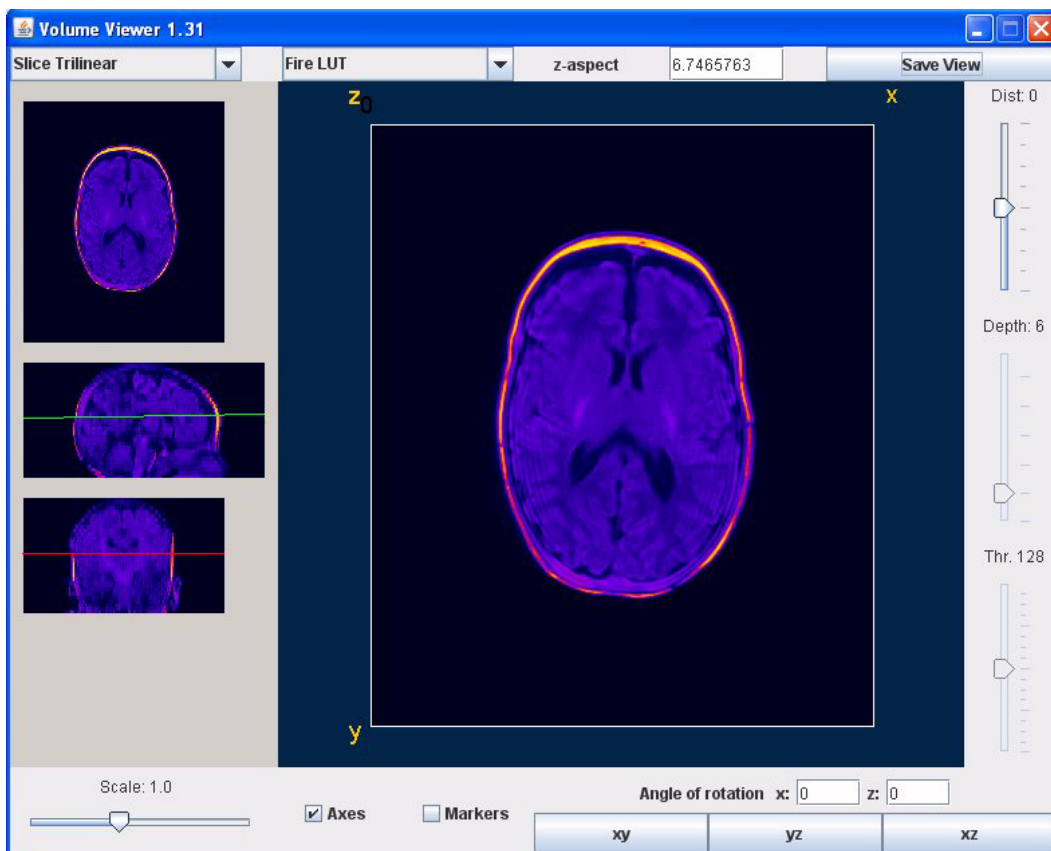 Volume Viewer 1.31
Slice Trilinear
Fire LUT
z-aspect
6.7465763
Save View
z
0
x
Dist: 0
Depth: 6
Thr. 128
y
Scale: 1.0
Axes
Markers
Angle of rotation x: 0 z: 0
xy
yz
xz